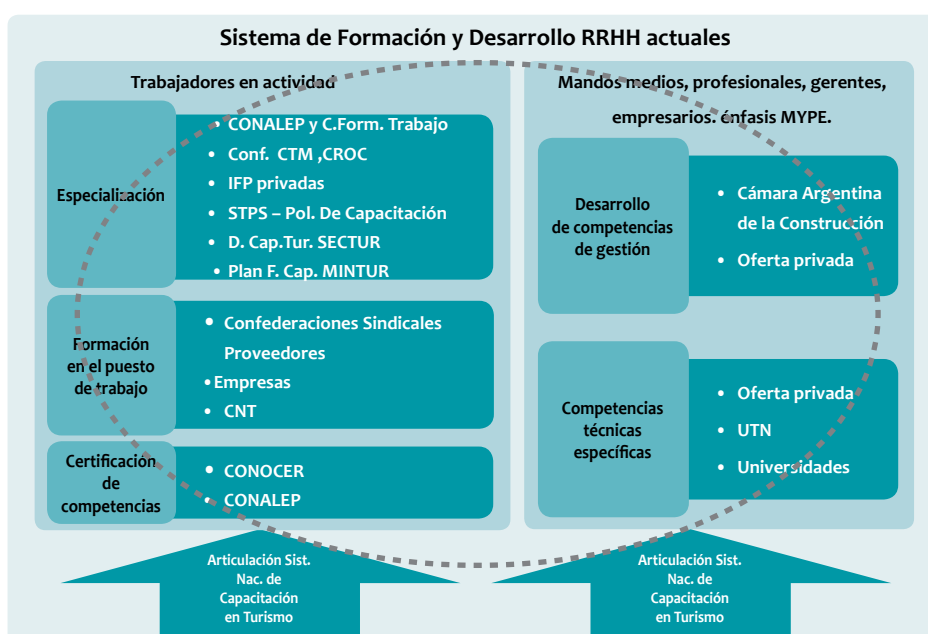 Sistema de Formación y Desarrollo RRHH actuales
Trabajadores en actividad
Especialización
• CONALEP y C.Form. Trabajo
• Conf. CTM ,CROC
• IFP privadas
• STPS – Pol. De Capacitación
• D. Cap.Tur. SECTUR
• Plan F. Cap. MINTUR
Formación
en el puesto
de trabajo
• Confederaciones Sindicales
Proveedores
•Empresas
• CNT
Certificación
de
competencias
• CONOCER
• CONALEP
Articulación Sist.
Nac. de
Capacitación
en Turismo
Mandos medios, profesionales, gerentes,
empresarios. énfasis MYPE.
Desarrollo
de competencias
de gestión
• Cámara Argentina
de la Construcción
• Oferta privada
Competencias
técnicas
específicas
• Oferta privada
• UTN
• Universidades
Articulación Sist.
Nac. de
Capacitación
en Turismo